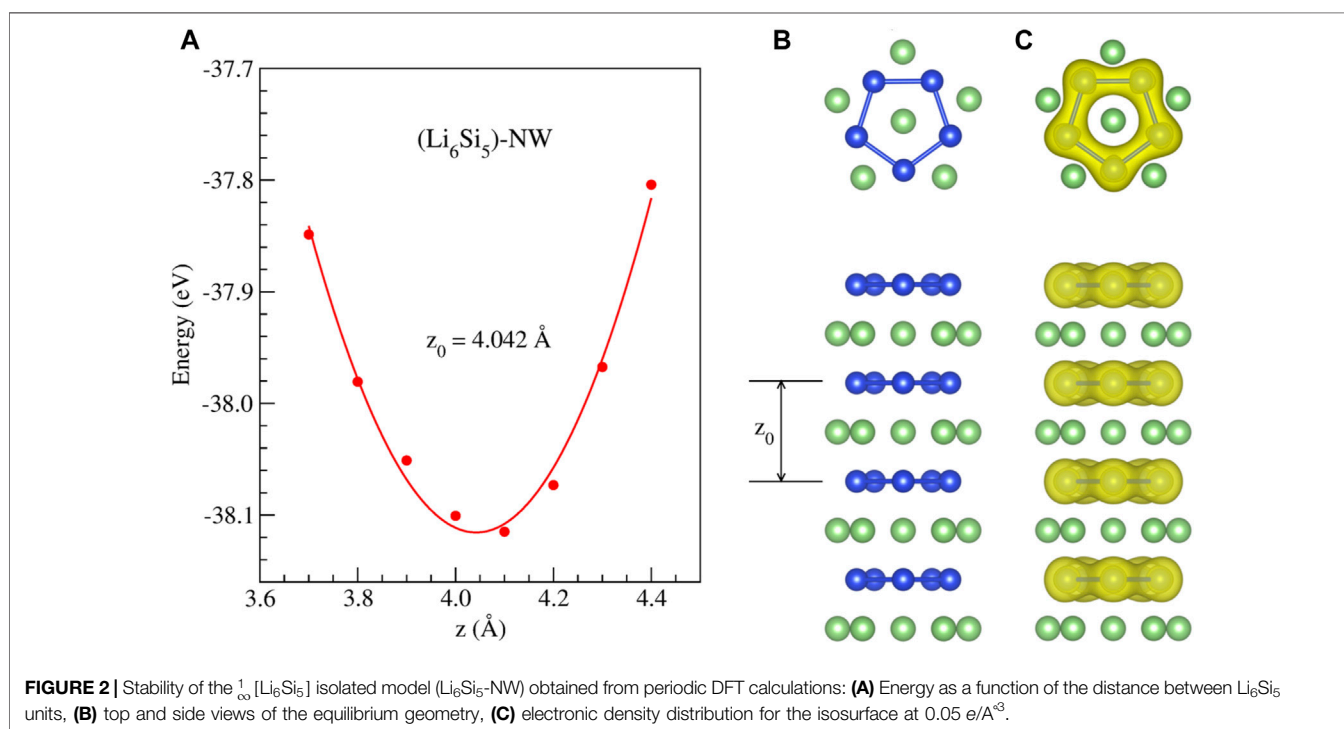 A
B
C
-37.7
-37.8
-37.9
-38.0
-38.1
Energy (eV)
(Li₆Si₅)-NW
z₀ = 4.042 Å
3.6
3.8
4.0
4.2
4.4
z (Å)
z₀
FIGURE 2 | Stability of the ¹∞[Li₆Si₅] isolated model (Li₆Si₅-NW) obtained from periodic DFT calculations: (A) Energy as a function of the distance between Li₆Si₅
units, (B) top and side views of the equilibrium geometry, (C) electronic density distribution for the isosurface at 0.05 e/A°³.